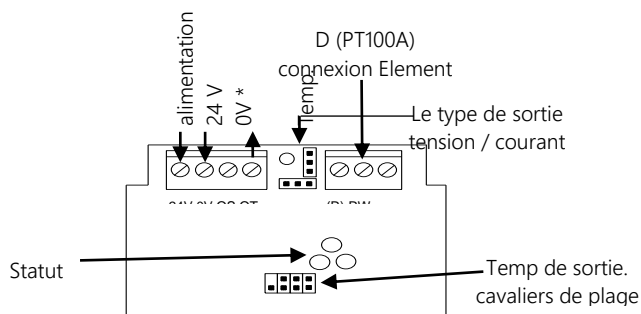 alimentation
24 V
0V *
Temp.
D (PT100A)
connexion Element
Le type de sortie
tension / courant
Statut
Temp de sortie.
cavaliers de plage